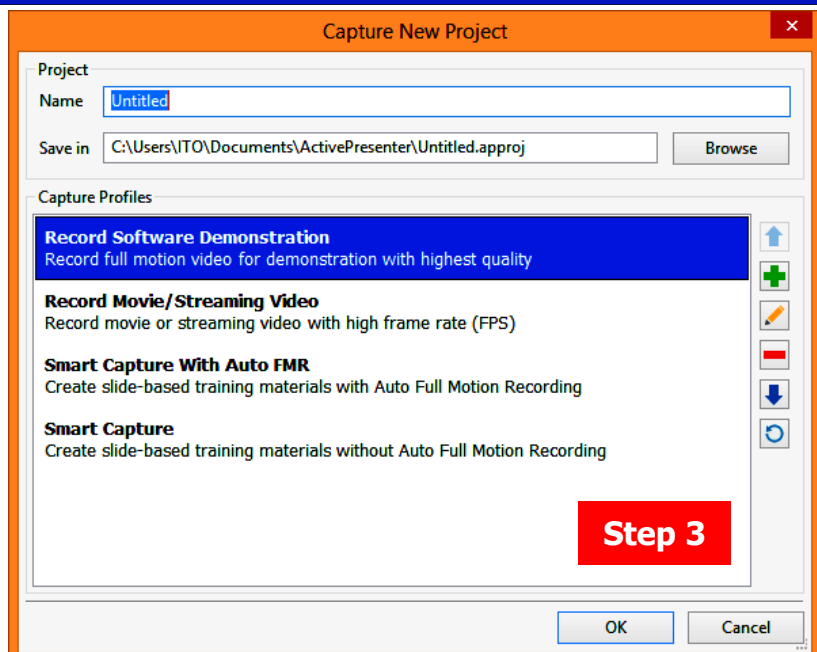 Capture New Project
Project
Name Untitled
Save in C:\Users\ITO\Documents\ActivePresenter\Untitled.approj Browse
Capture Profiles
Record Software Demonstration
Record full motion video for demonstration with highest quality
Record Movie/Streaming Video
Record movie or streaming video with high frame rate (FPS)
Smart Capture With Auto FMR
Create slide-based training materials with Auto Full Motion Recording
Smart Capture
Create slide-based training materials without Auto Full Motion Recording
Step 3
OK Cancel